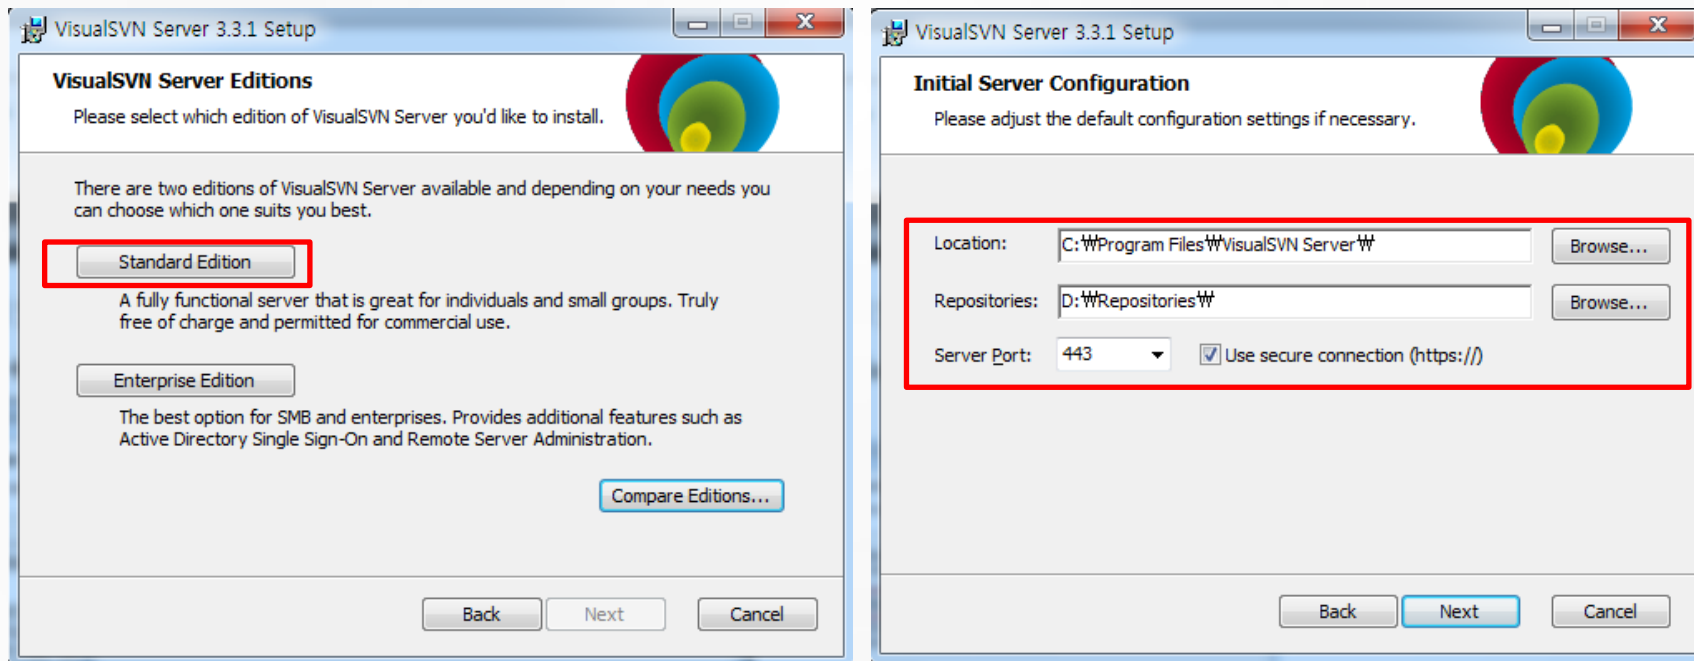 VisualSVN Server 3.3.1 Setup
VisualSVN Server Editions
Please select which edition of VisualSVN Server you'd like to install.
There are two editions of VisualSVN Server available and depending on your needs you
can choose which one suits you best.
Standard Edition
A fully functional server that is great for individuals and small groups. Truly
free of charge and permitted for commercial use.
Enterprise Edition
The best option for SMB and enterprises. Provides additional features such as
Active Directory Single Sign-On and Remote Server Administration.
Compare Editions...
Back Next Cancel
VisualSVN Server 3.3.1 Setup
Initial Server Configuration
Please adjust the default configuration settings if necessary.
Location: C:₩Program Files₩VisualSVN Server₩ Browse...
Repositories: D:₩Repositories₩ Browse...
Server Port: 443 Use secure connection (https://)
Back Next Cancel